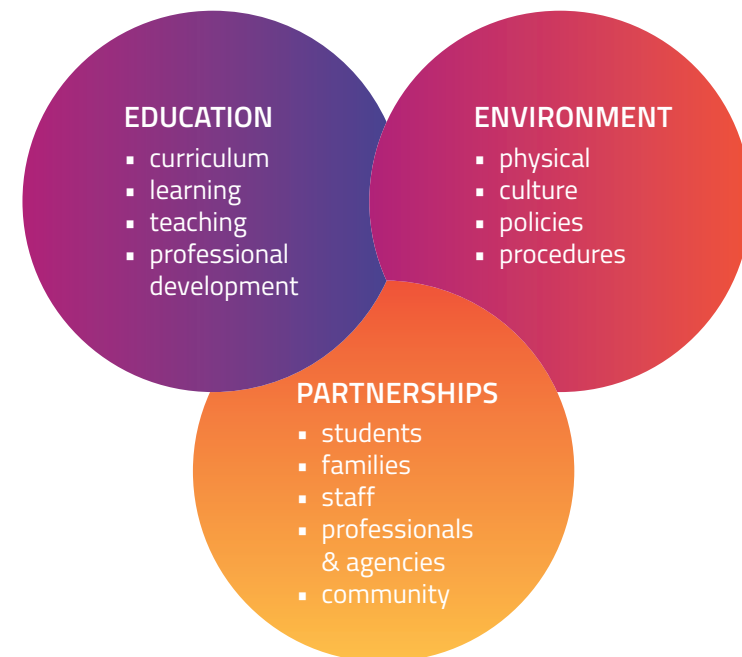 EDUCATION
▪ curriculum
▪ learning
▪ teaching
▪ professional
development
ENVIRONMENT
▪ physical
▪ culture
▪ policies
▪ procedures
PARTNERSHIPS
▪ students
▪ families
▪ staff
▪ professionals
& agencies
▪ community